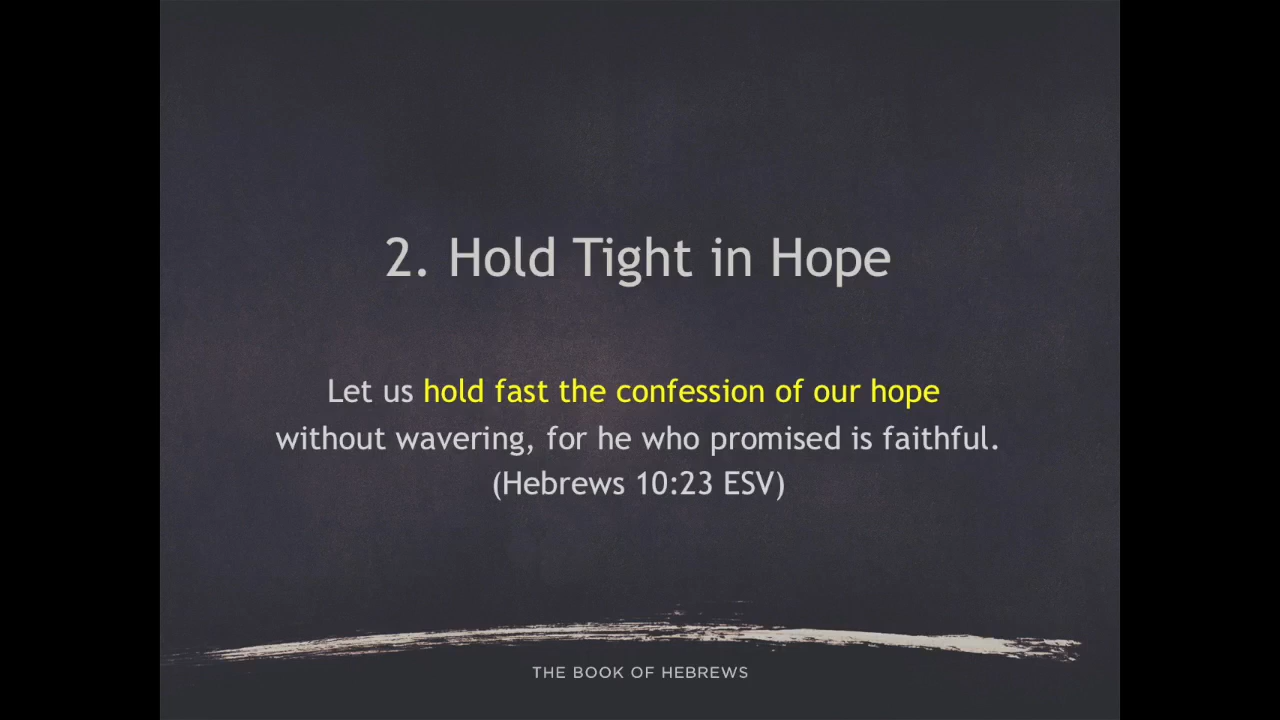 2. Hold Tight in Hope
Let us hold fast the confession of our hope
without wavering, for he who promised is faithful.
(Hebrews 10:23 ESV)
THE BOOK OF HEBREWS